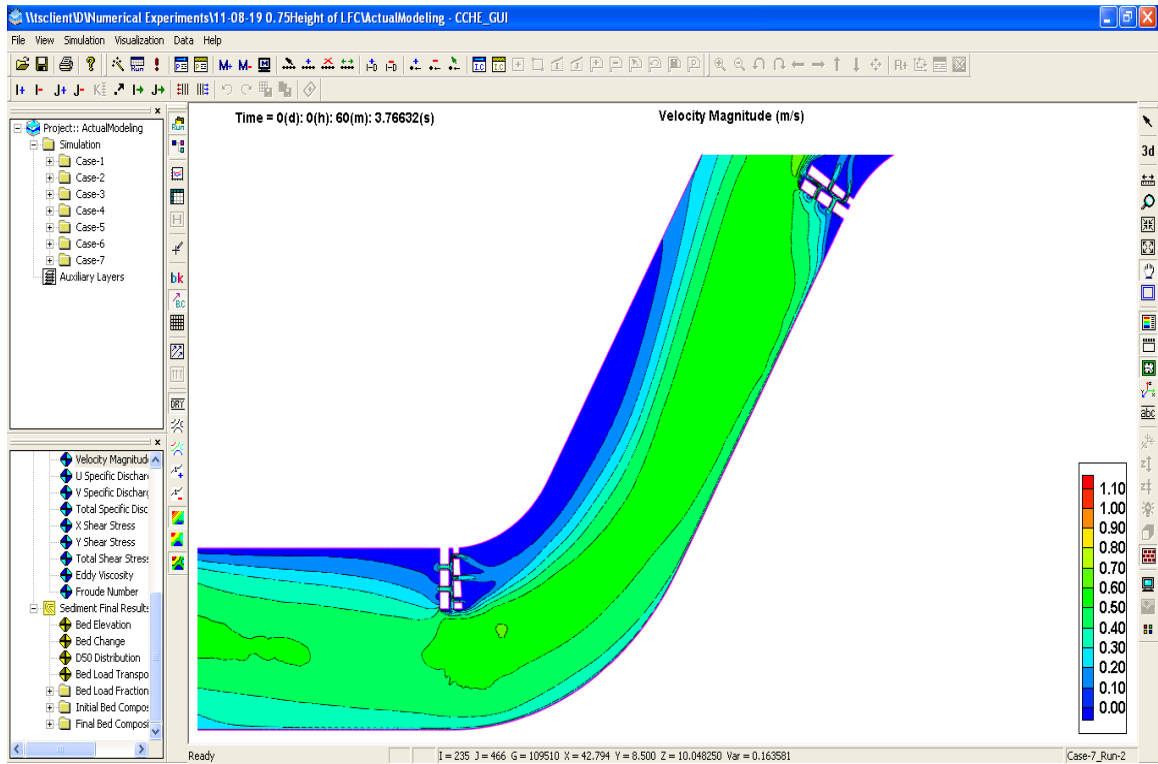 \\tsclient\D\Numerical Experiments\11-08-19 0.75Height of LFC\ActualModeling - CCHE_GUI
File View Simulation Visualization Data Help
Time = 0(d): 0(h): 60(m): 3.76632(s)
Velocity Magnitude (m/s)
Project:: ActualModeling
Simulation
Case-1
Case-2
Case-3
Case-4
Case-5
Case-6
Case-7
Auxiliary Layers
Velocity Magnitud
U Specific Dischar
V Specific Discharg
Total Specific Disc
X Shear Stress
Y Shear Stress
Total Shear Stress
Eddy Viscosity
Froude Number
Sediment Final Results
Bed Elevation
Bed Change
D50 Distribution
Bed Load Transpo
Bed Load Fraction
Initial Bed Compos
Final Bed Composi
Run
M+ M-
I+ I- J+ J-
bk
B.C
DRY
3d
abc
1.10
1.00
0.90
0.80
0.70
0.60
0.50
0.40
0.30
0.20
0.10
0.00
Ready
I = 235 J = 466 G = 109510 X = 42.794 Y = 8.500 Z = 10.048250 Var = 0.163581
Case-7_Run-2